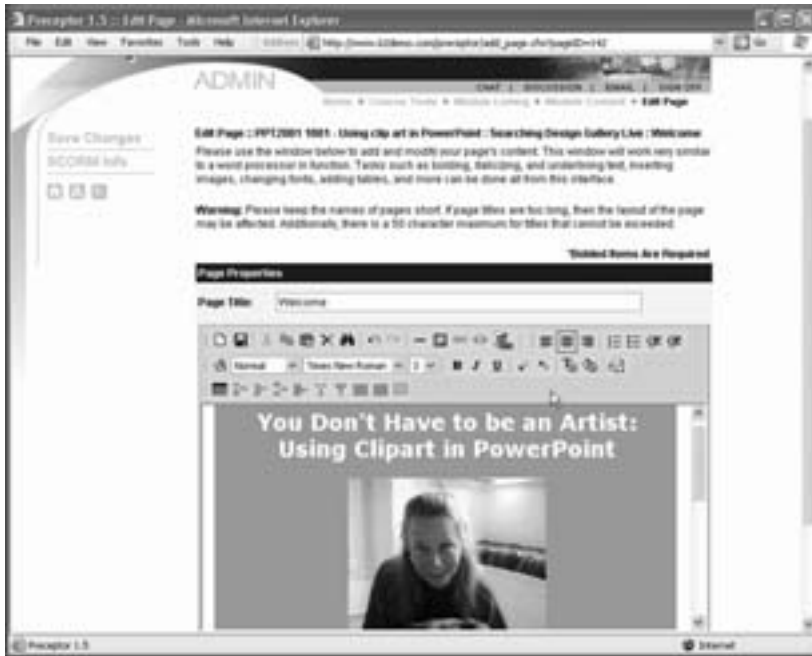 Preceptor 1.5 :: Edit Page - Microsoft Internet Explorer
File Edit View Favorites Tools Help Address
ADMIN
CHAT | DISCUSSION | EMAIL | SIGN OFF
Home Course Tools Module Listing Module Content Edit Page
Save Changes
SCORM Info
Edit Page :: PPT2001 1001 - Using clip art in PowerPoint : Searching Design Gallery Live : Welcome
Please use the window below to add and modify your page's content. This window will work very similar
to a word processor in function. Tasks such as bolding, italicizing, and underlining text, inserting
images, changing fonts, adding tables, and more can be done all from this interface.
Warning: Please keep the names of pages short. If page titles are too long, then the layout of the page
may be affected. Additionally, there is a 50 character maximum for titles that cannot be exceeded.
*Bolded Items Are Required
Page Properties
Page Title: Welcome
Normal Times New Roman 3 B I U
You Don't Have to be an Artist:
Using Clipart in PowerPoint
Preceptor 1.5 Internet